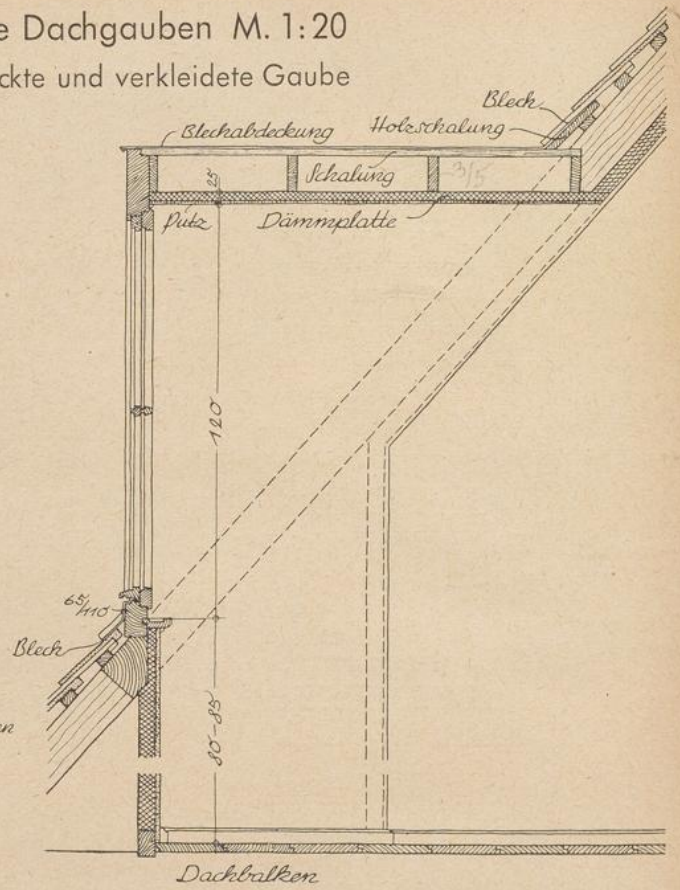 e Dachgauben M. 1:20
ckte und verkleidete Gaube
Blech
Blechabdeckung
Holzschalung
Schalung
3/5
25
Putz
Dämmplatte
120
65/110
Blech
en
80-85
Dachbalken